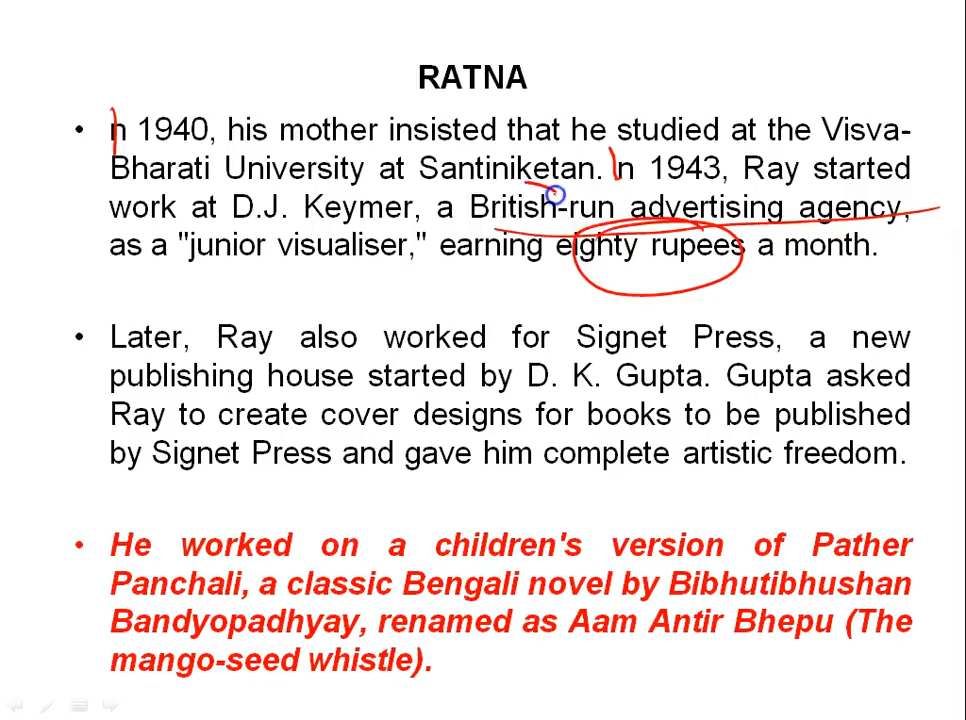 RATNA
• In 1940, his mother insisted that he studied at the Visva-
Bharati University at Santiniketan. In 1943, Ray started
work at D.J. Keymer, a British-run advertising agency,
as a "junior visualiser," earning eighty rupees a month.
• Later, Ray also worked for Signet Press, a new
publishing house started by D. K. Gupta. Gupta asked
Ray to create cover designs for books to be published
by Signet Press and gave him complete artistic freedom.
• He worked on a children's version of Pather
Panchali, a classic Bengali novel by Bibhutibhushan
Bandyopadhyay, renamed as Aam Antir Bhepu (The
mango-seed whistle).